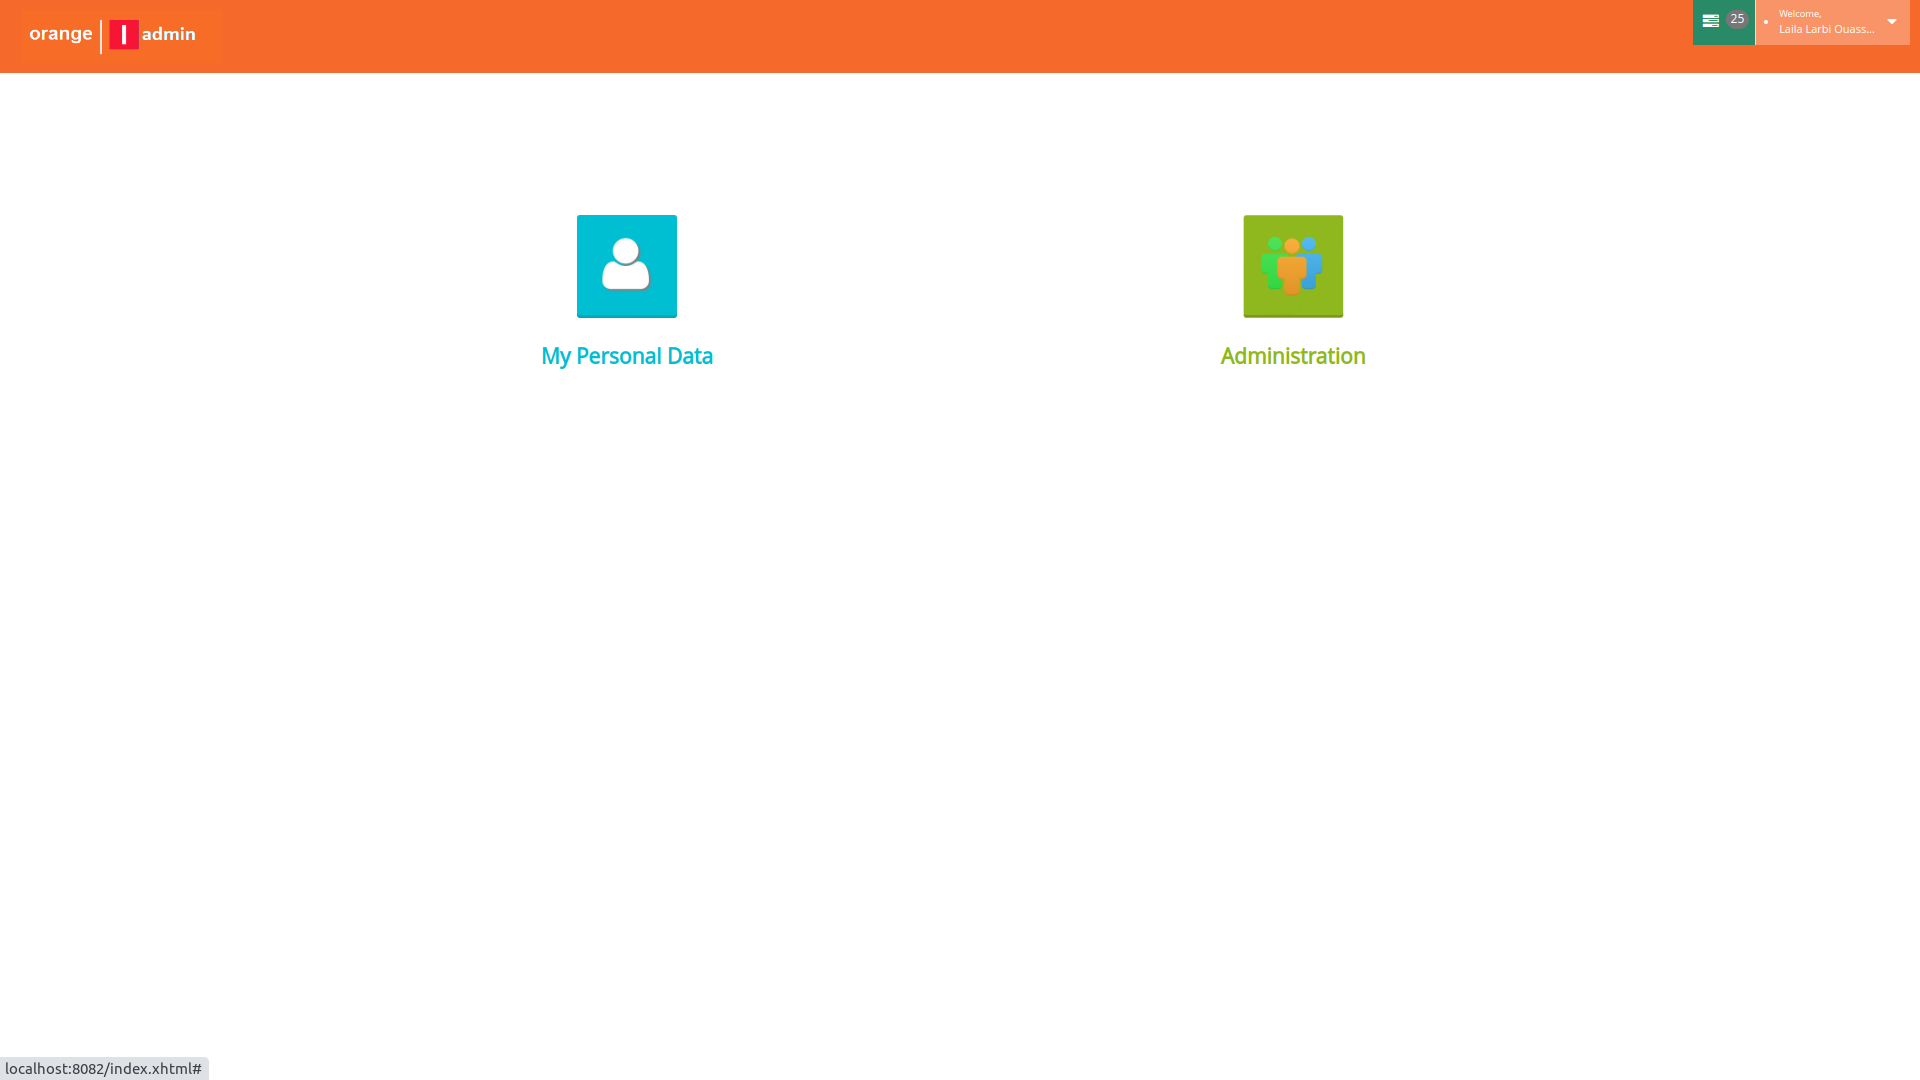 orange | admin
25
Welcome,
Laila Larbi Ouass...
My Personal Data
Administration
localhost:8082/index.xhtml#